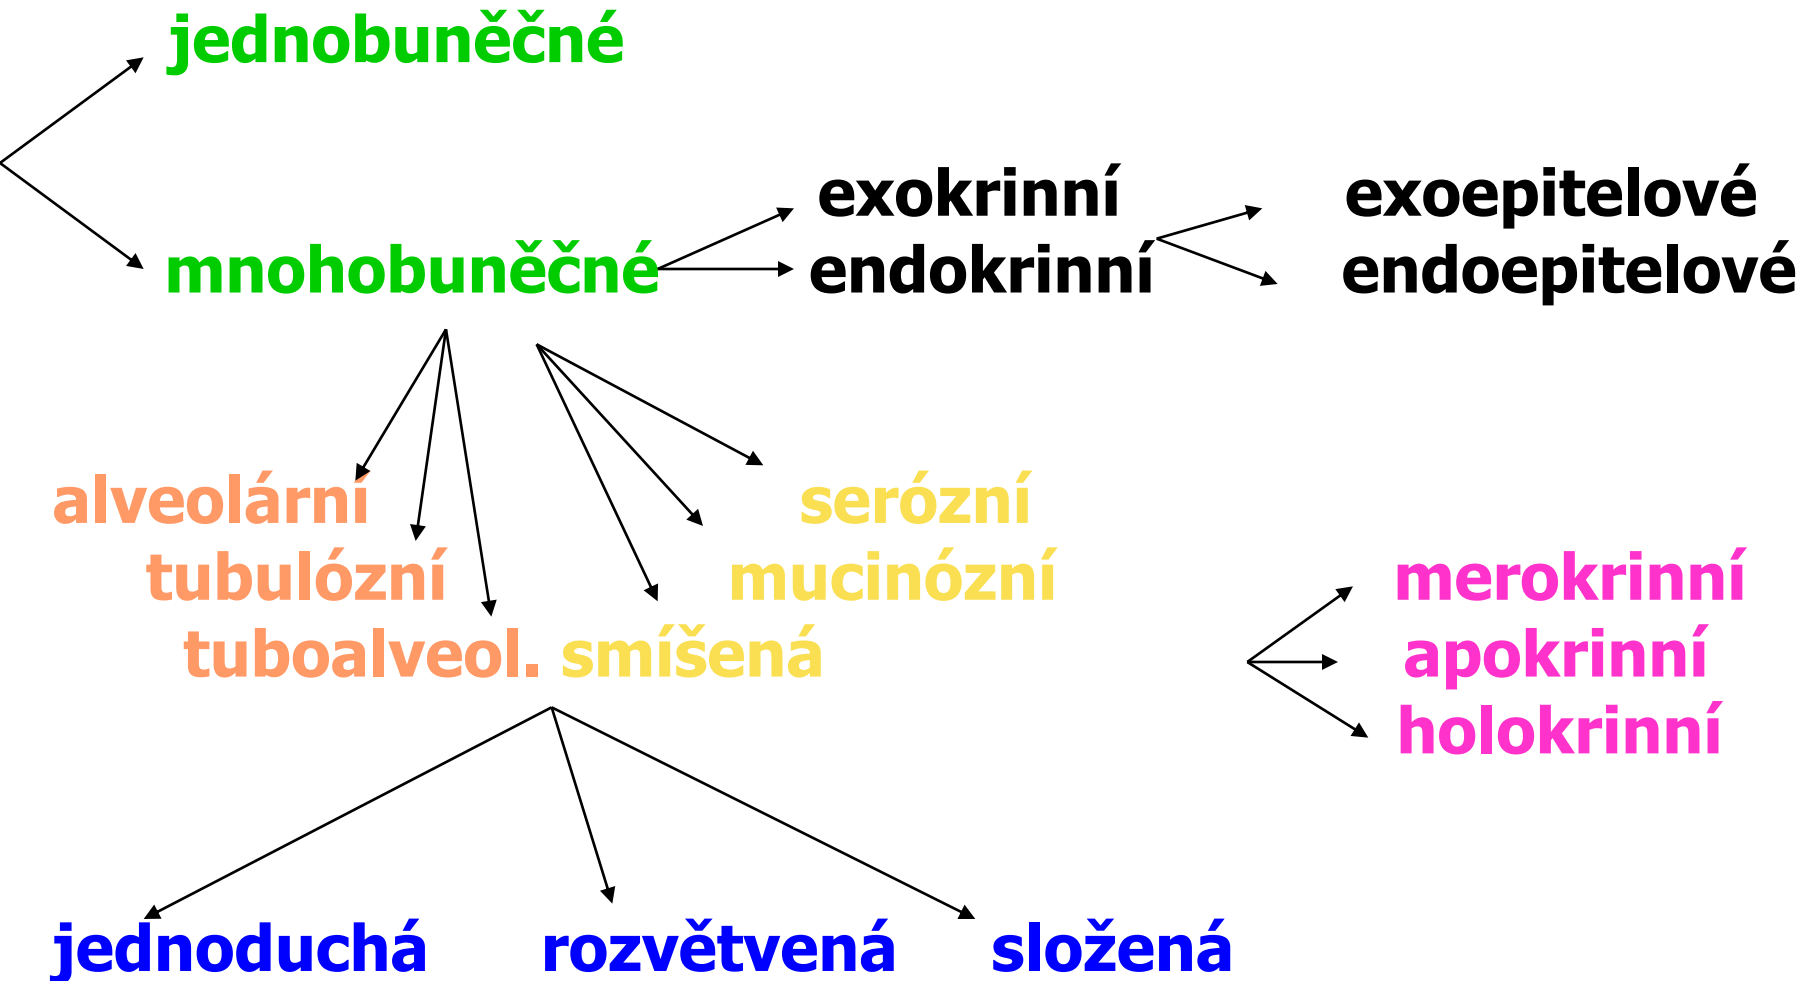 jednobuněčné
exokrinní exoepitelové
mnohobuněčné endokrinní endoepitelové
alveolární serózní
tubulózní mucinózní merokrinní
tuboalveol. smíšená apokrinní
holokrinní
jednoduchá rozvětvená složená